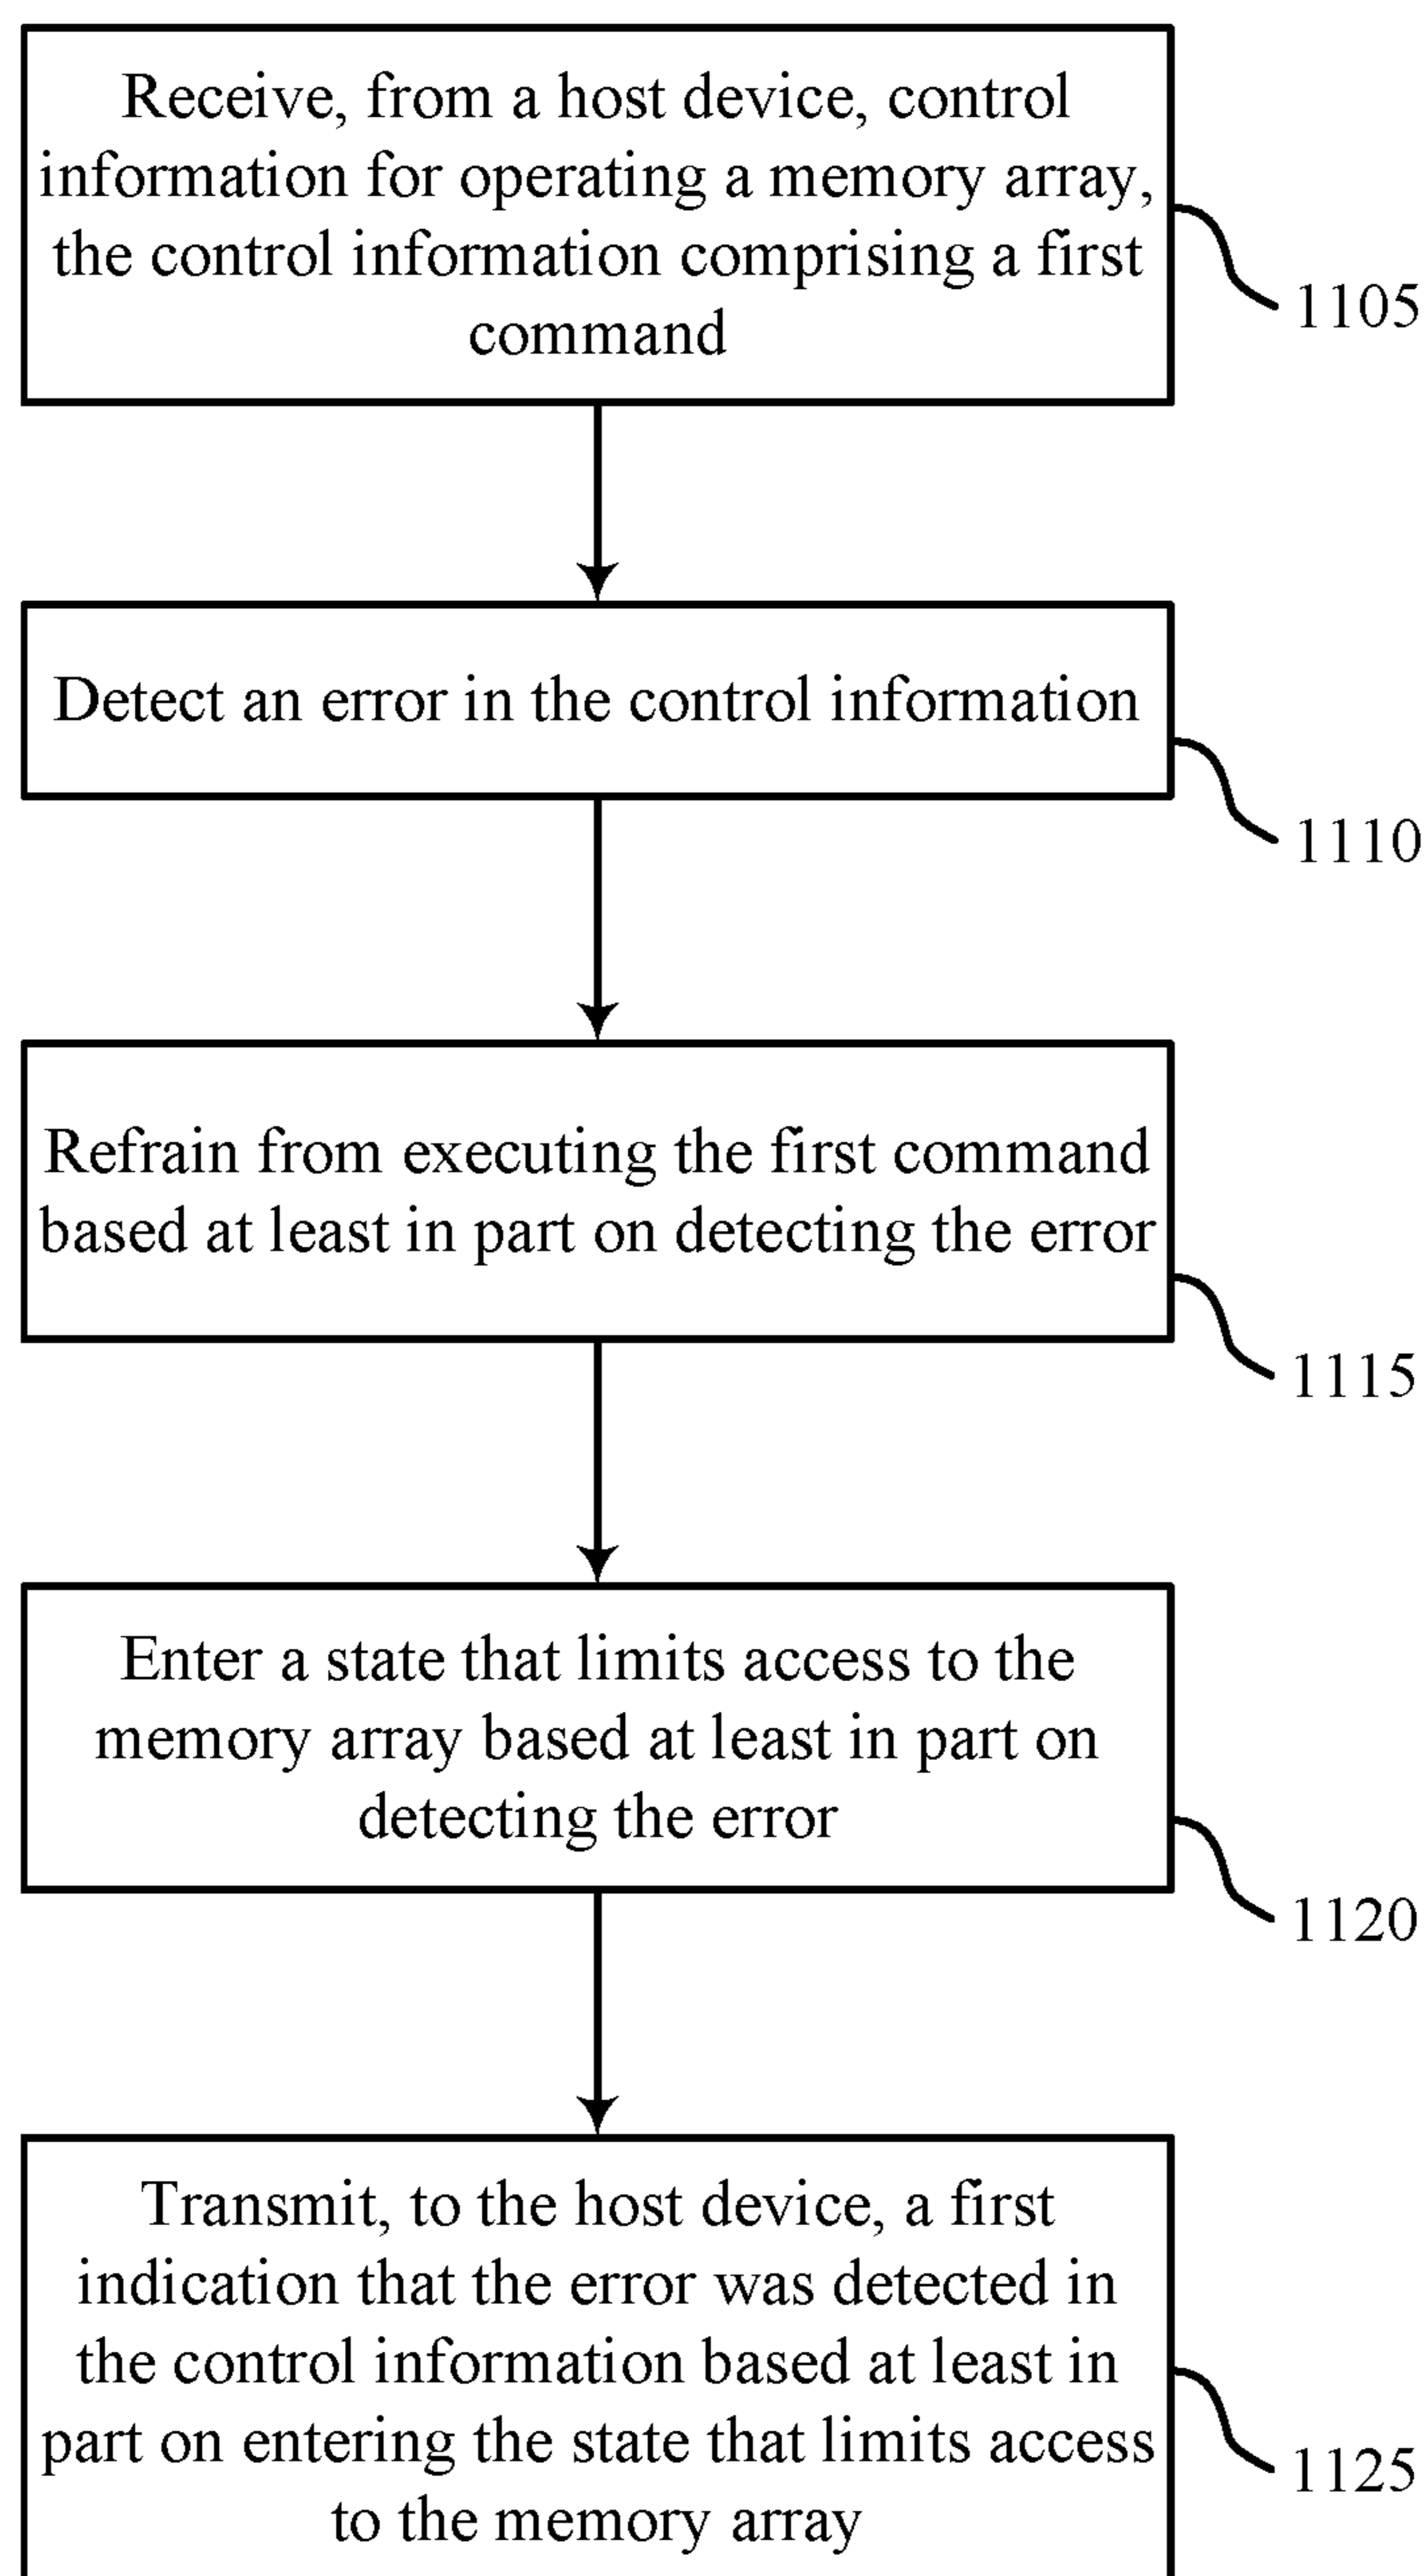 Receive, from a host device, control
information for operating a memory array,
the control information comprising a first
command
1105
Detect an error in the control information
1110
Refrain from executing the first command
based at least in part on detecting the error
1115
Enter a state that limits access to the
memory array based at least in part on
detecting the error
1120
Transmit, to the host device, a first
indication that the error was detected in
the control information based at least in
part on entering the state that limits access
to the memory array
1125